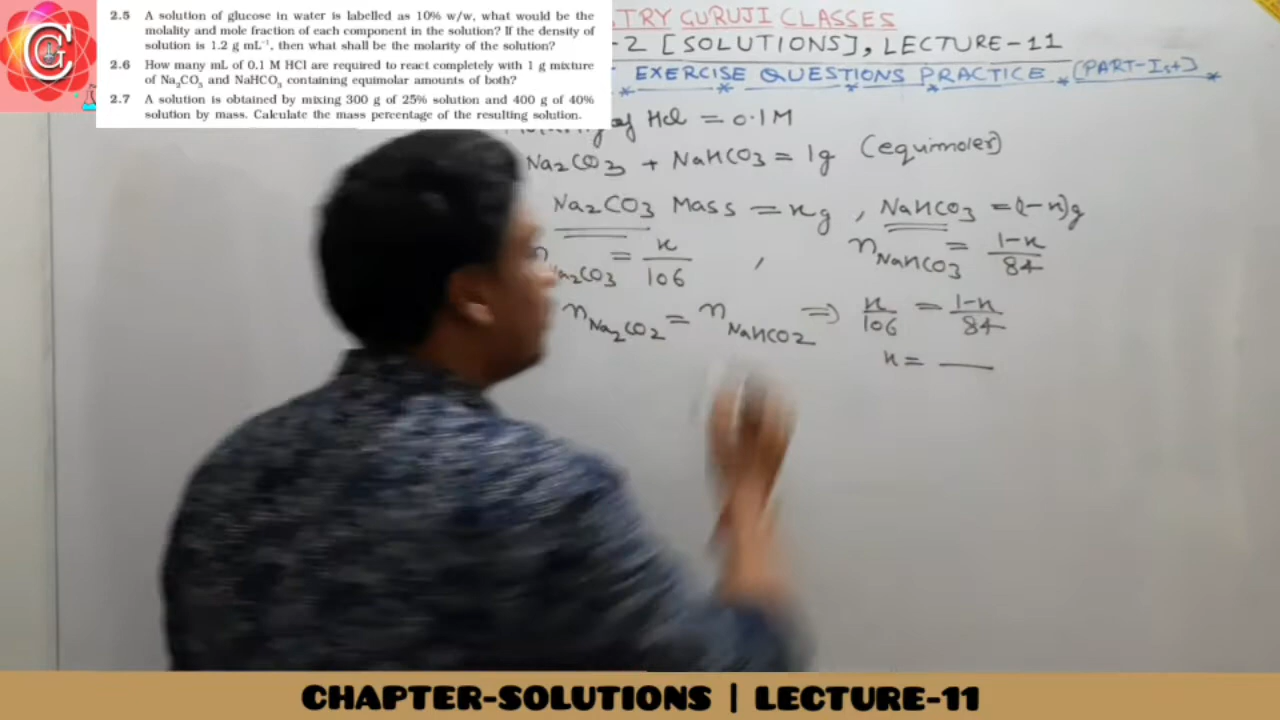 2.5 A solution of glucose in water is labelled as 10% w/w, what would be the
molality and mole fraction of each component in the solution? If the density of
solution is 1.2 g mL⁻¹, then what shall be the molarity of the solution?
2.6 How many mL of 0.1 M HCl are required to react completely with 1 g mixture
of Na₂CO₃ and NaHCO₃ containing equimolar amounts of both?
2.7 A solution is obtained by mixing 300 g of 25% solution and 400 g of 40%
solution by mass. Calculate the mass percentage of the resulting solution.
TRY GURUJI CLASSES
-2 [SOLUTIONS], LECTURE-11
EXERCISE QUESTIONS PRACTICE (PART-Ist)
of HCl = 0.1M
Na₂CO₃ + NaHCO₃ = 1g (equimoler)
Na₂CO₃ Mass = x g , NaHCO₃ = (1-x)g
n Na₂CO₃ = x/106 , n NaHCO₃ = 1-x/84
n Na₂CO₂ = n NaHCO₂ ⇒ x/106 = 1-x/84
x = __
CHAPTER-SOLUTIONS | LECTURE-11